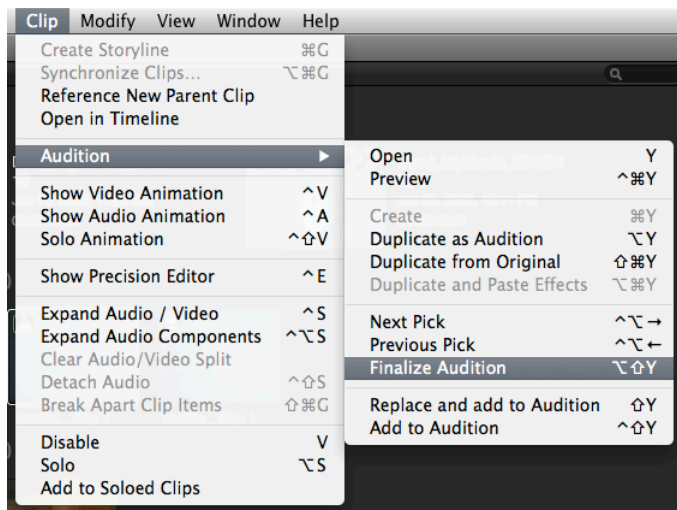 Clip Modify View Window Help
Create Storyline ⌘G
Synchronize Clips... ⌥⌘G
Reference New Parent Clip
Open in Timeline
Audition ▶
Show Video Animation ^V
Show Audio Animation ^A
Solo Animation ^⇧V
Show Precision Editor ^E
Expand Audio / Video ^S
Expand Audio Components ^⌥S
Clear Audio/Video Split
Detach Audio ^⇧S
Break Apart Clip Items ⇧⌘G
Disable V
Solo ⌥S
Add to Soloed Clips
Open Y
Preview ^⌘Y
Create ⌘Y
Duplicate as Audition ⌥Y
Duplicate from Original ⇧⌘Y
Duplicate and Paste Effects ⌥⌘Y
Next Pick ^⌥→
Previous Pick ^⌥←
Finalize Audition ⌥⇧Y
Replace and add to Audition ⇧Y
Add to Audition ^⇧Y